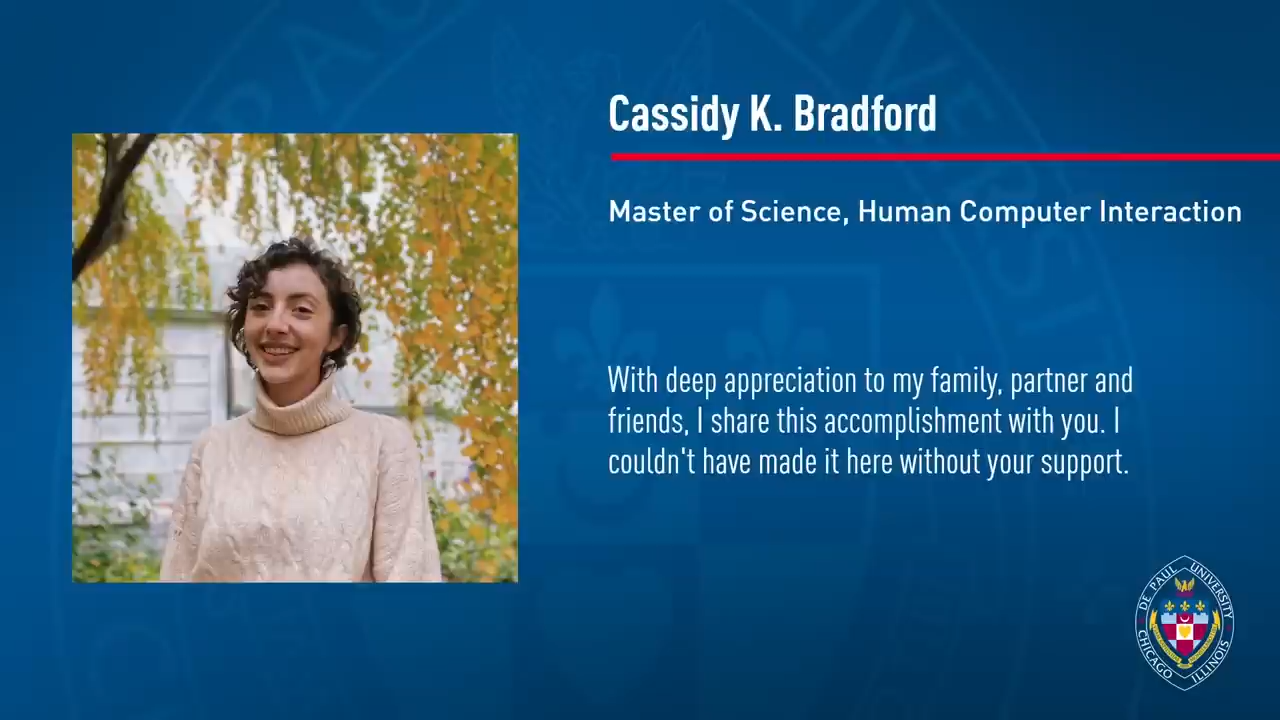 Cassidy K. Bradford
Master of Science, Human Computer Interaction
With deep appreciation to my family, partner and
friends, I share this accomplishment with you. I
couldn't have made it here without your support.
DE PAUL UNIVERSITY
CHICAGO ILLINOIS